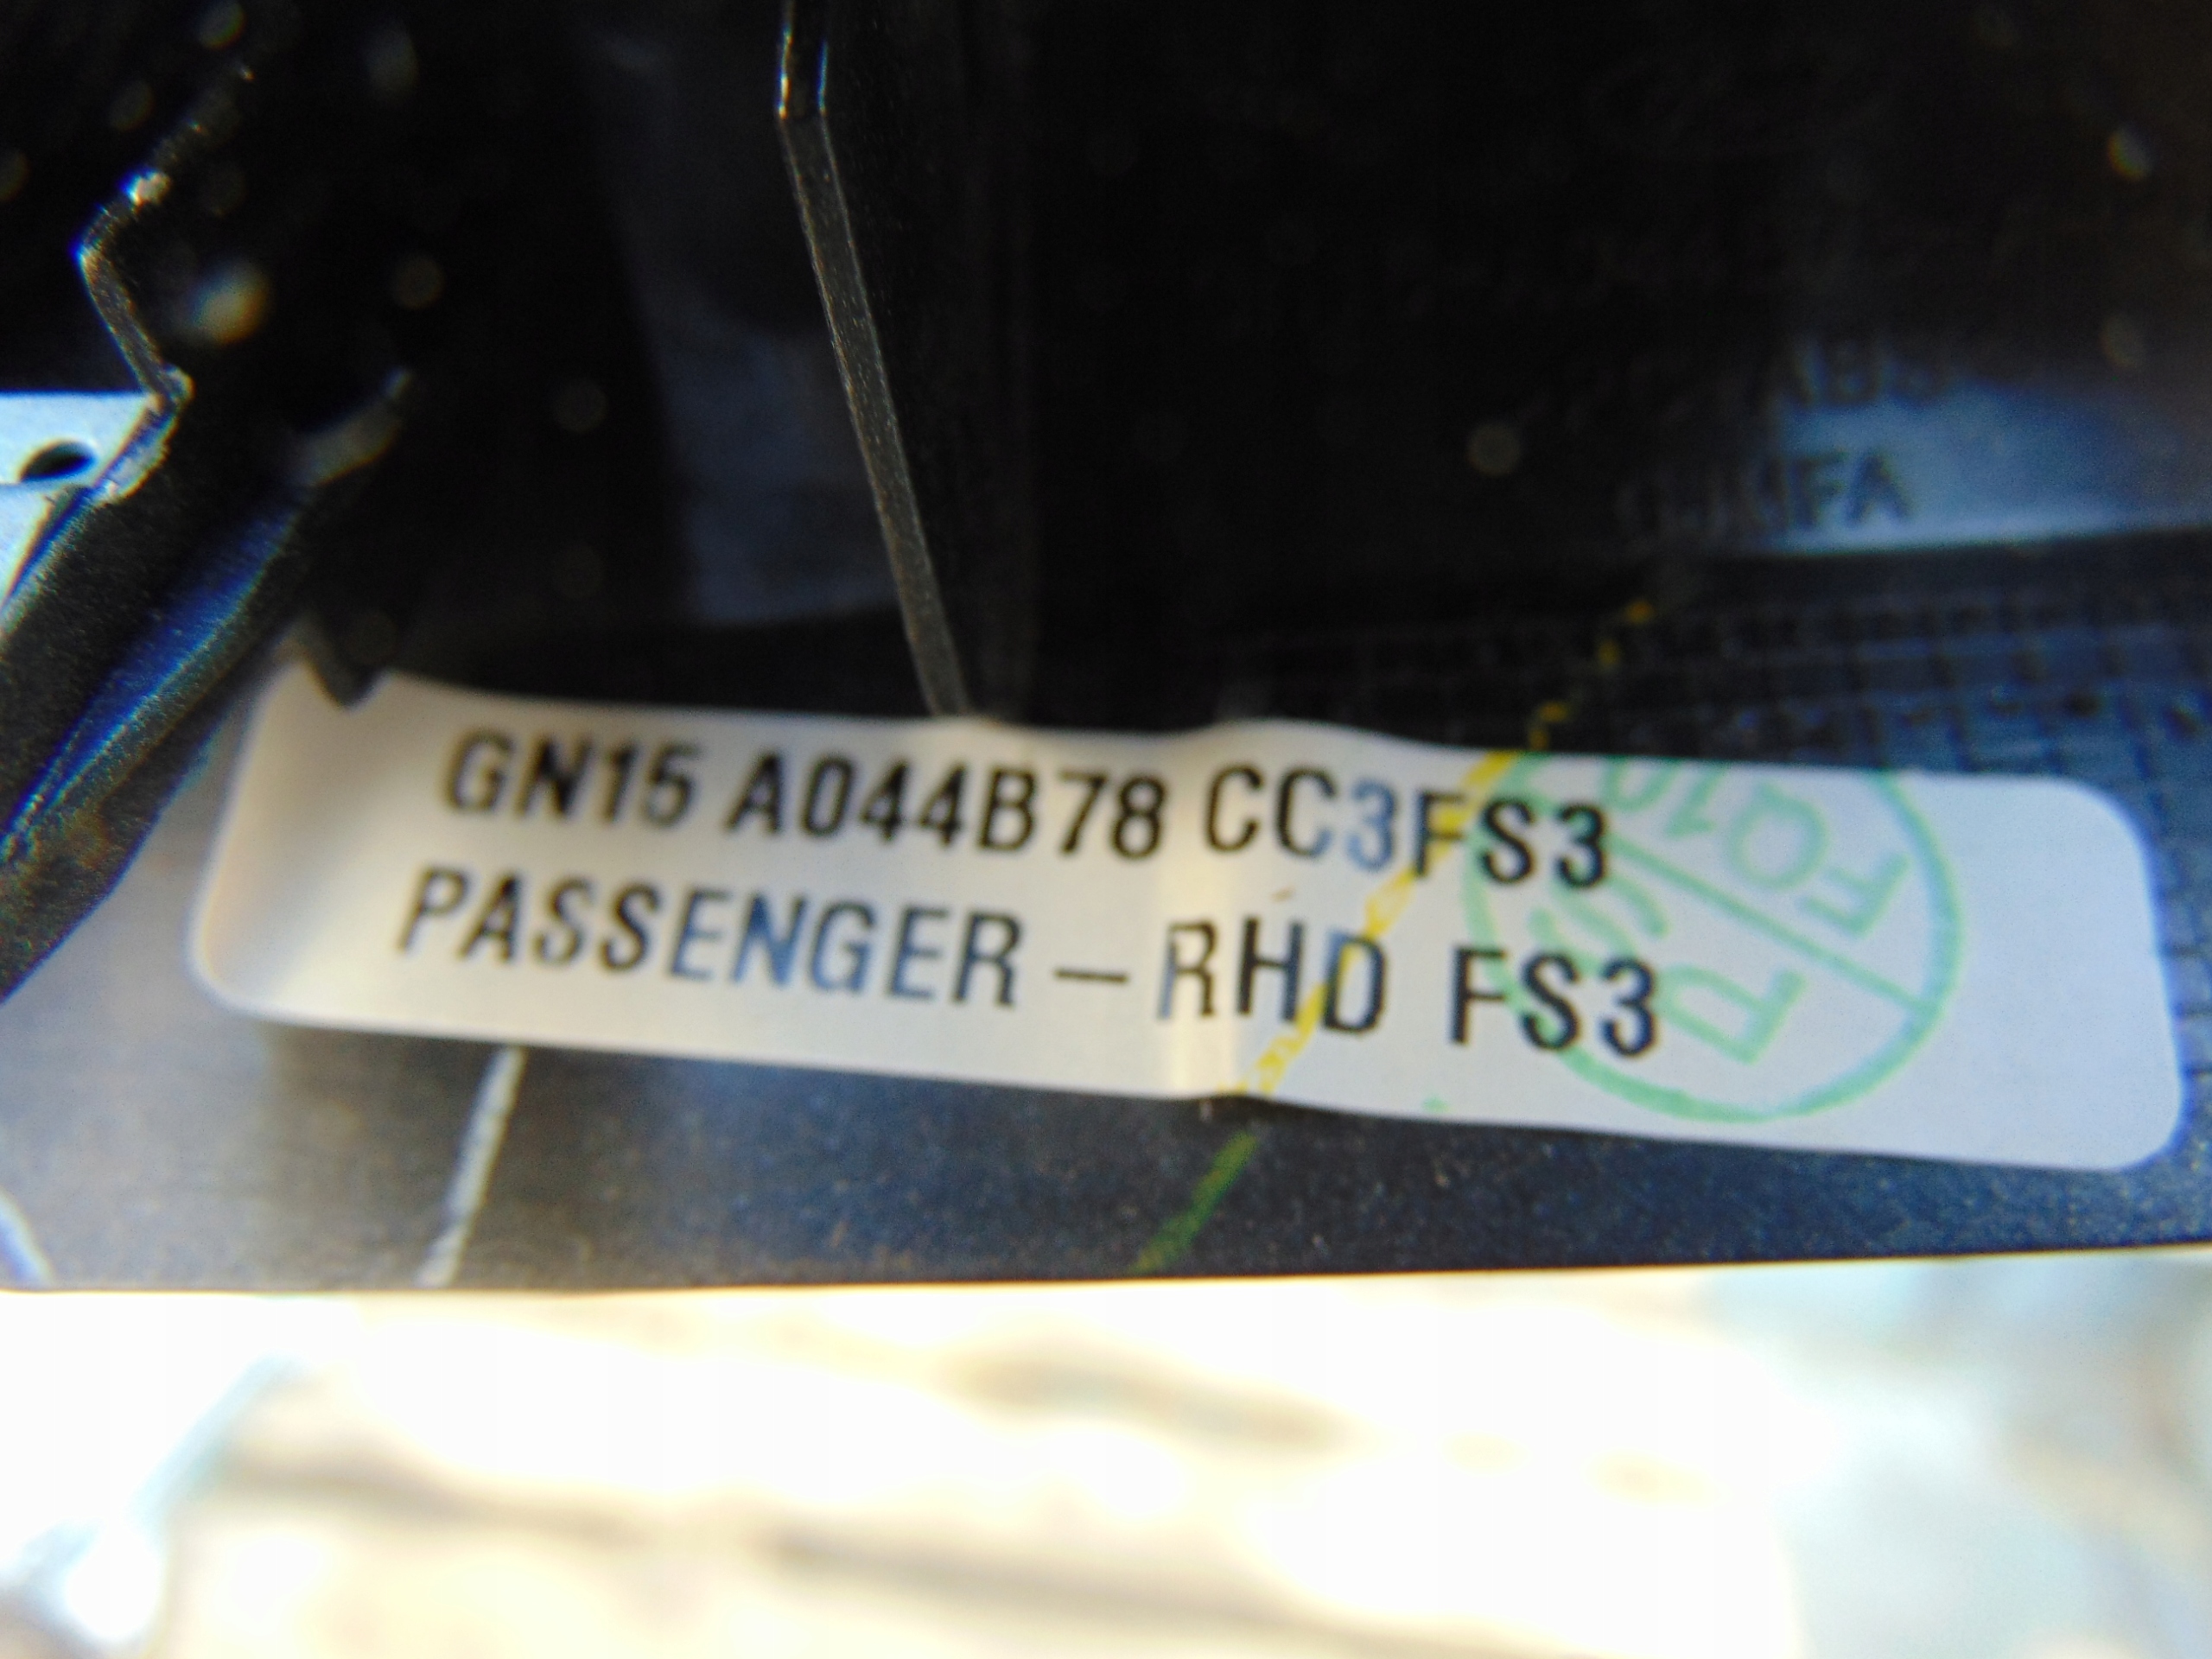 GN15 A044B78 CC3FS3
PASSENGER – RHD FS3